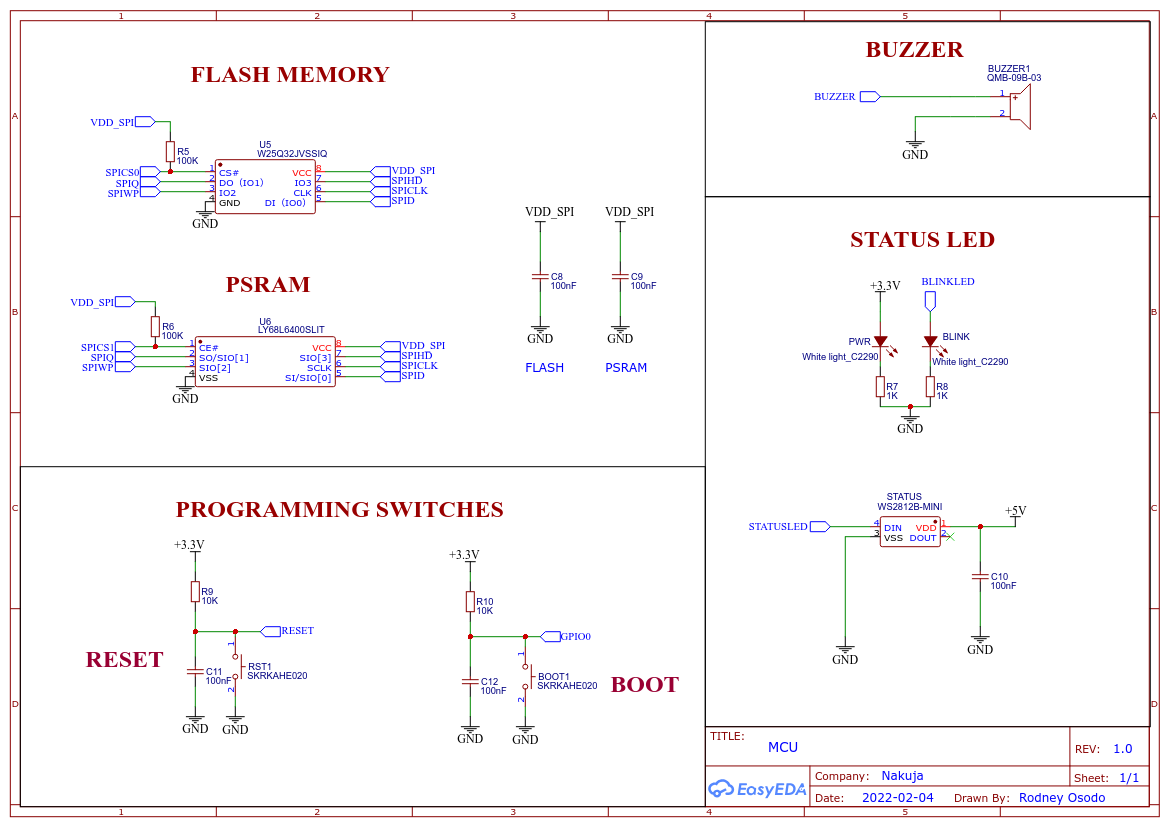 1 2 3 4 5
A
B
C
D
A
B
C
D
1 2 3 4 5
FLASH MEMORY
VDD_SPI
R5
100K
U5
W25Q32JVSSIQ
SPICS0 1 CS# VCC 8 VDD_SPI
SPIQ 2 DO (IO1) IO3 7 SPIHD
SPIWP 3 IO2 CLK 6 SPICLK
4 GND DI (IO0) 5 SPID
GND
PSRAM
VDD_SPI
R6
100K
U6
LY68L6400SLIT
SPICS1 1 CE# VCC 8 VDD_SPI
SPIQ 2 SO/SIO[1] SIO[3] 7 SPIHD
SPIWP 3 SIO[2] SCLK 6 SPICLK
4 VSS SI/SIO[0] 5 SPID
GND
VDD_SPI VDD_SPI
C8
100nF
C9
100nF
GND GND
FLASH PSRAM
BUZZER
BUZZER1
QMB-09B-03
BUZZER 1 +
2
GND
STATUS LED
+3.3V BLINKLED
PWR
White light_C2290
BLINK
White light_C2290
R7
1K
R8
1K
GND
STATUS
WS2812B-MINI
+5V
STATUSLED 4 DIN VDD 1
3 VSS DOUT 2
C10
100nF
GND GND
PROGRAMMING SWITCHES
+3.3V
R9
10K
RESET
RESET
C11
100nF
1
RST1
SKRKAHE020
2
GND GND
+3.3V
R10
10K
GPIO0
C12
100nF
1
BOOT1
SKRKAHE020
2
BOOT
GND GND
TITLE:
MCU
REV: 1.0
EasyEDA
Company: Nakuja
Sheet: 1/1
Date: 2022-02-04 Drawn By: Rodney Osodo